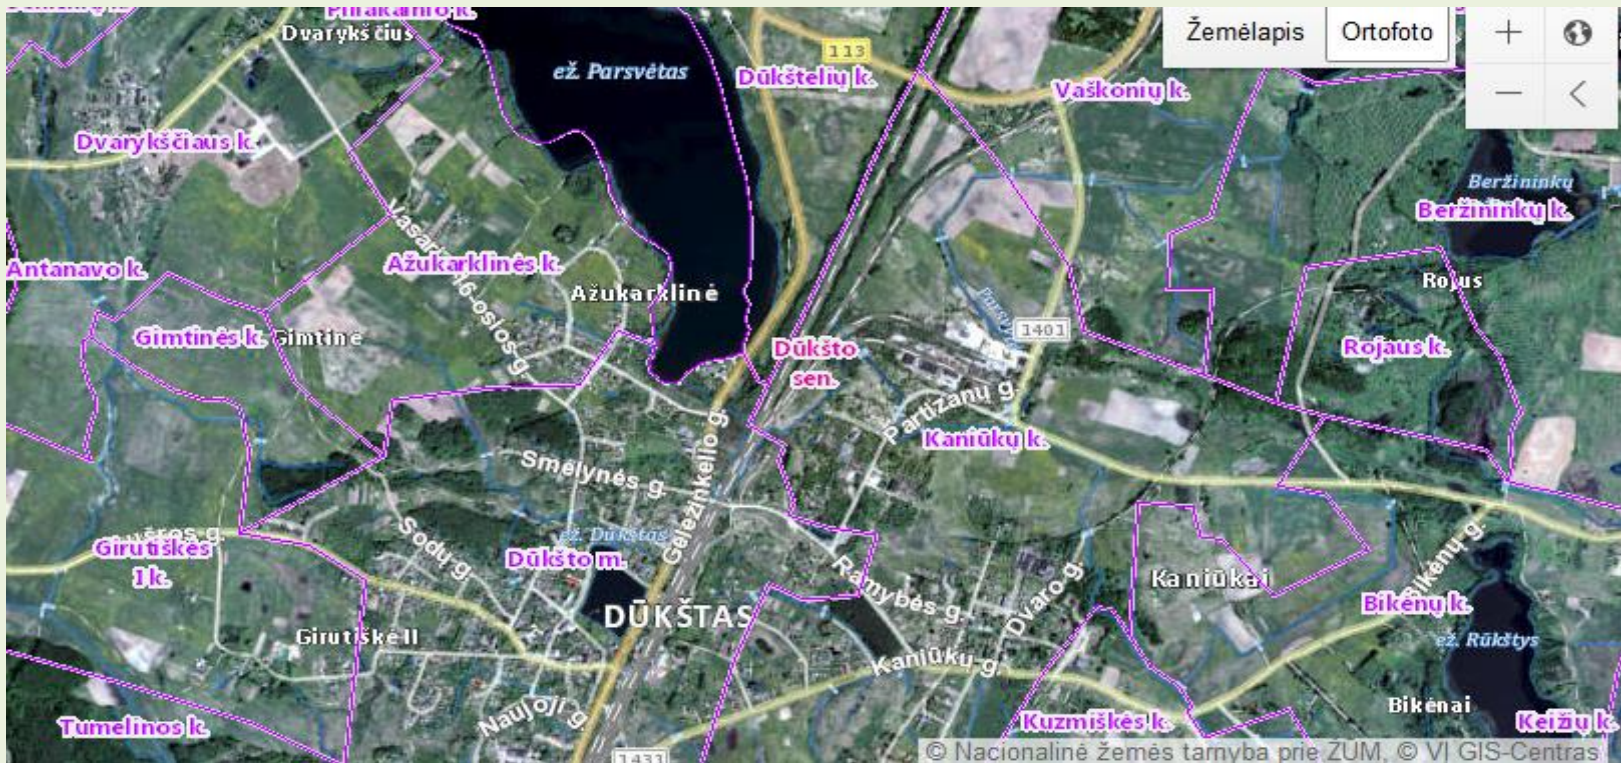 Pilkakalnio k.
Dvarykščius
Žemėlapis
Ortofoto
113
ež. Parsvėtas
Dūkštelių k.
Vaškonių k.
Dvarykščiaus k.
Beržininkų
Beržininkų k.
Vasario 16-osios g.
Antanavo k.
Ažukarklinės k.
Ažukarklinė
Rojus
Gimtinės k.
Gimtinė
1401
Dūkšto
sen.
Rojaus k.
Partizanų g.
Kaniūkų k.
Smėlynės g.
Geležinkelio g.
Sodų g.
ež. Dūkštas
Girutiškės
I k.
Dūkšto m.
Ramybės g.
Dvaro g.
Kaniūkai
Bikėnų g.
Bikėnų k.
DŪKŠTAS
Girutiškė II
ež. Rūkštys
Kaniūkų g.
Naujoji g.
Bikėnai
Tumelinos k.
Kuzmiškės k.
Keižių k.
1431
© Nacionalinė žemės tarnyba prie ŽŪM, © VĮ GIS-Centras